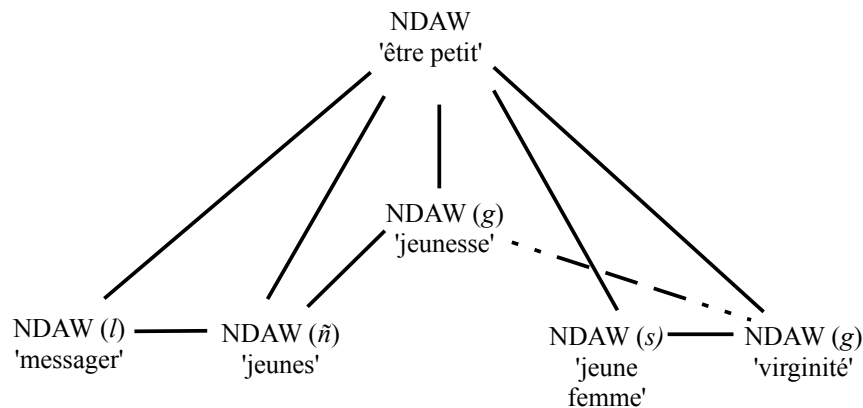 NDAW
'être petit'
NDAW (g)
'jeunesse'
NDAW (l)
'messager'
NDAW (ñ)
'jeunes'
NDAW (s)
'jeune
femme'
NDAW (g)
'virginité'